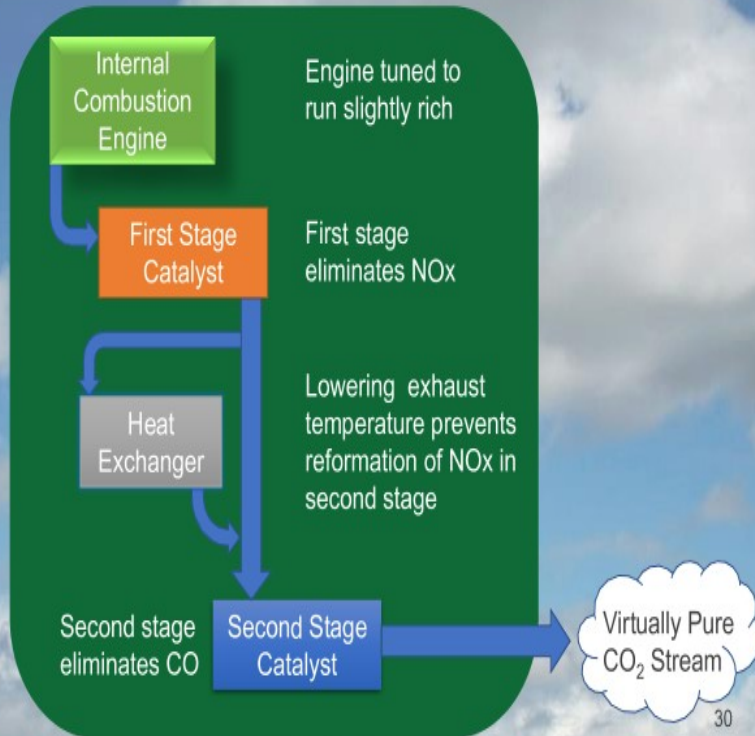 Internal
Combustion
Engine
Engine tuned to
run slightly rich
First Stage
Catalyst
First stage
eliminates NOx
Heat
Exchanger
Lowering exhaust
temperature prevents
reformation of NOx in
second stage
Second stage
eliminates CO
Second Stage
Catalyst
Virtually Pure
CO₂ Stream
30